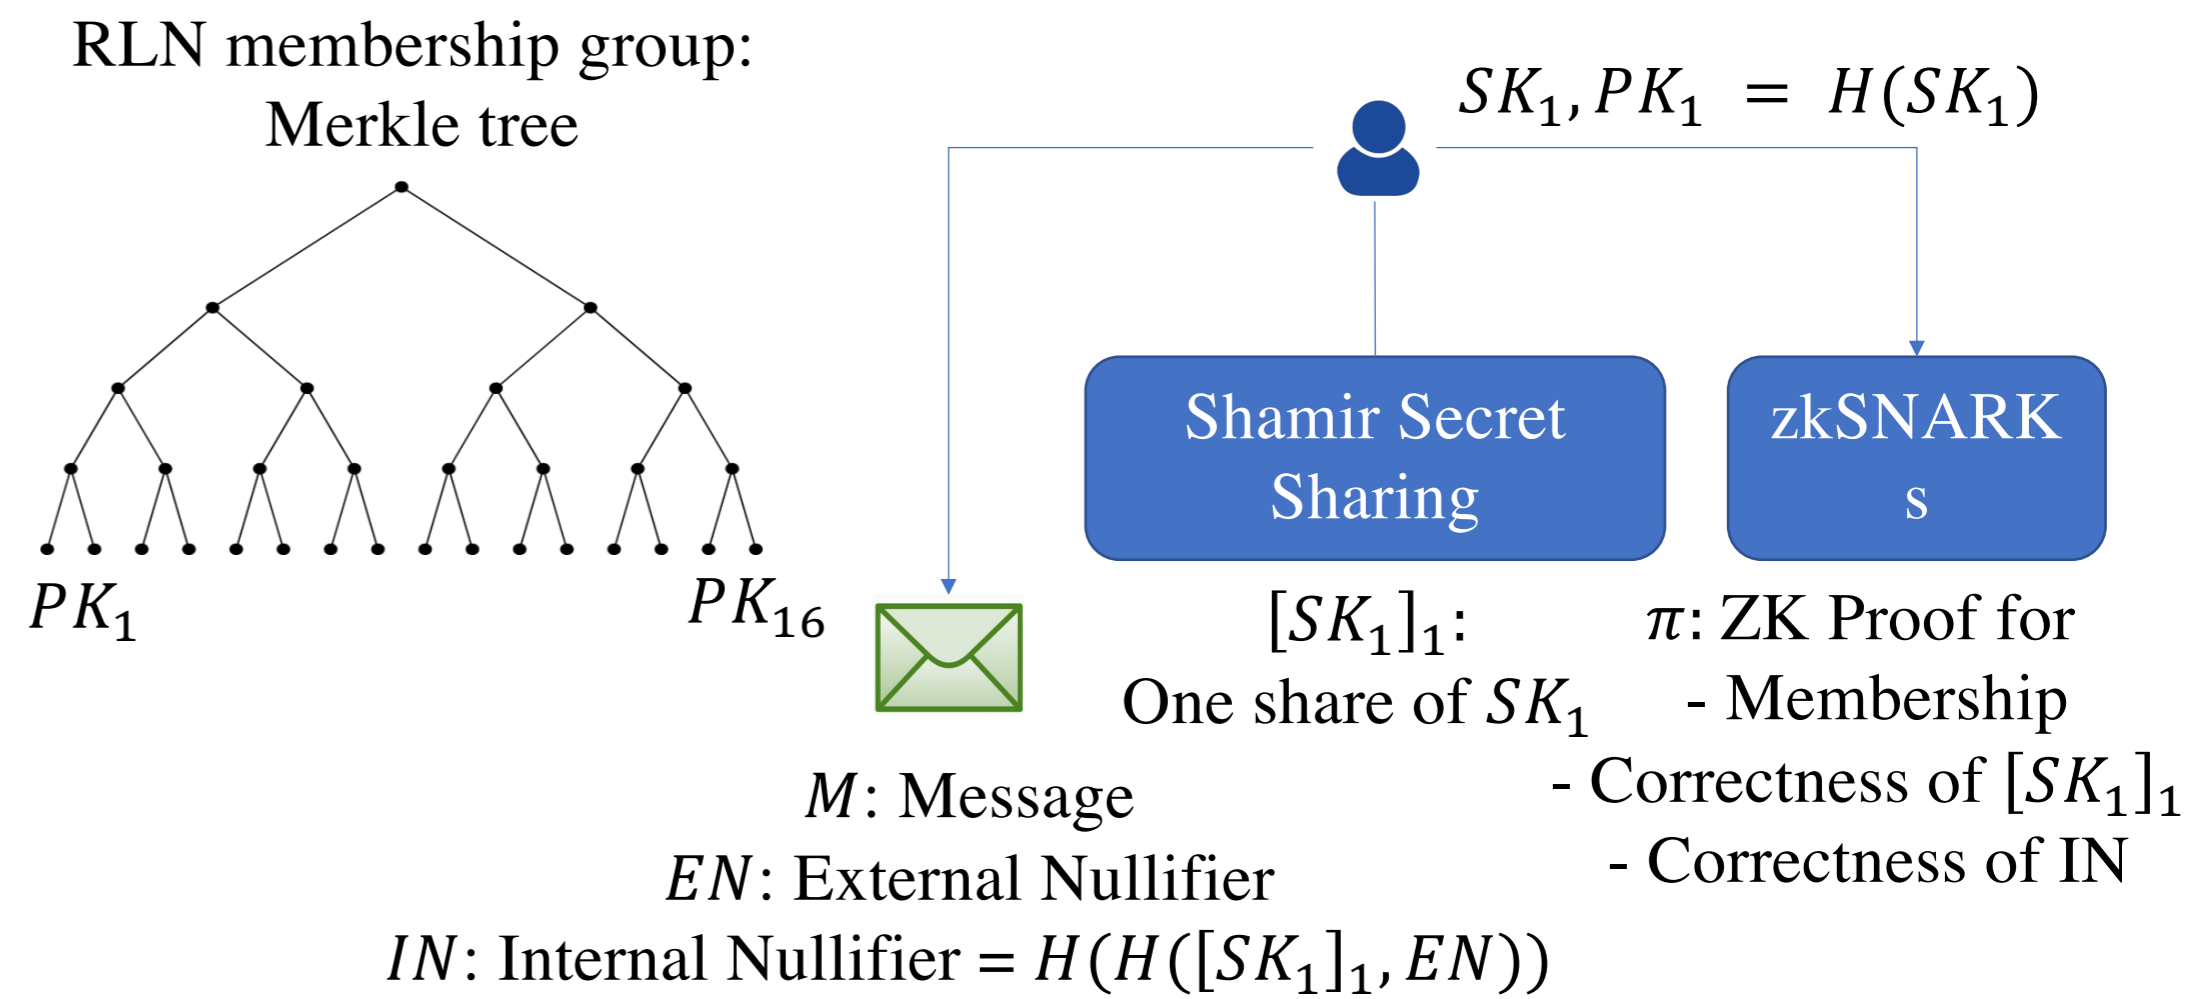 RLN membership group:
Merkle tree
PK₁
PK₁₆
SK₁, PK₁ = H(SK₁)
Shamir Secret
Sharing
zkSNARK
s
M: Message
EN: External Nullifier
IN: Internal Nullifier = H(H([SK₁]₁, EN))
[SK₁]₁:
One share of SK₁
π: ZK Proof for
- Membership
- Correctness of [SK₁]₁
- Correctness of IN